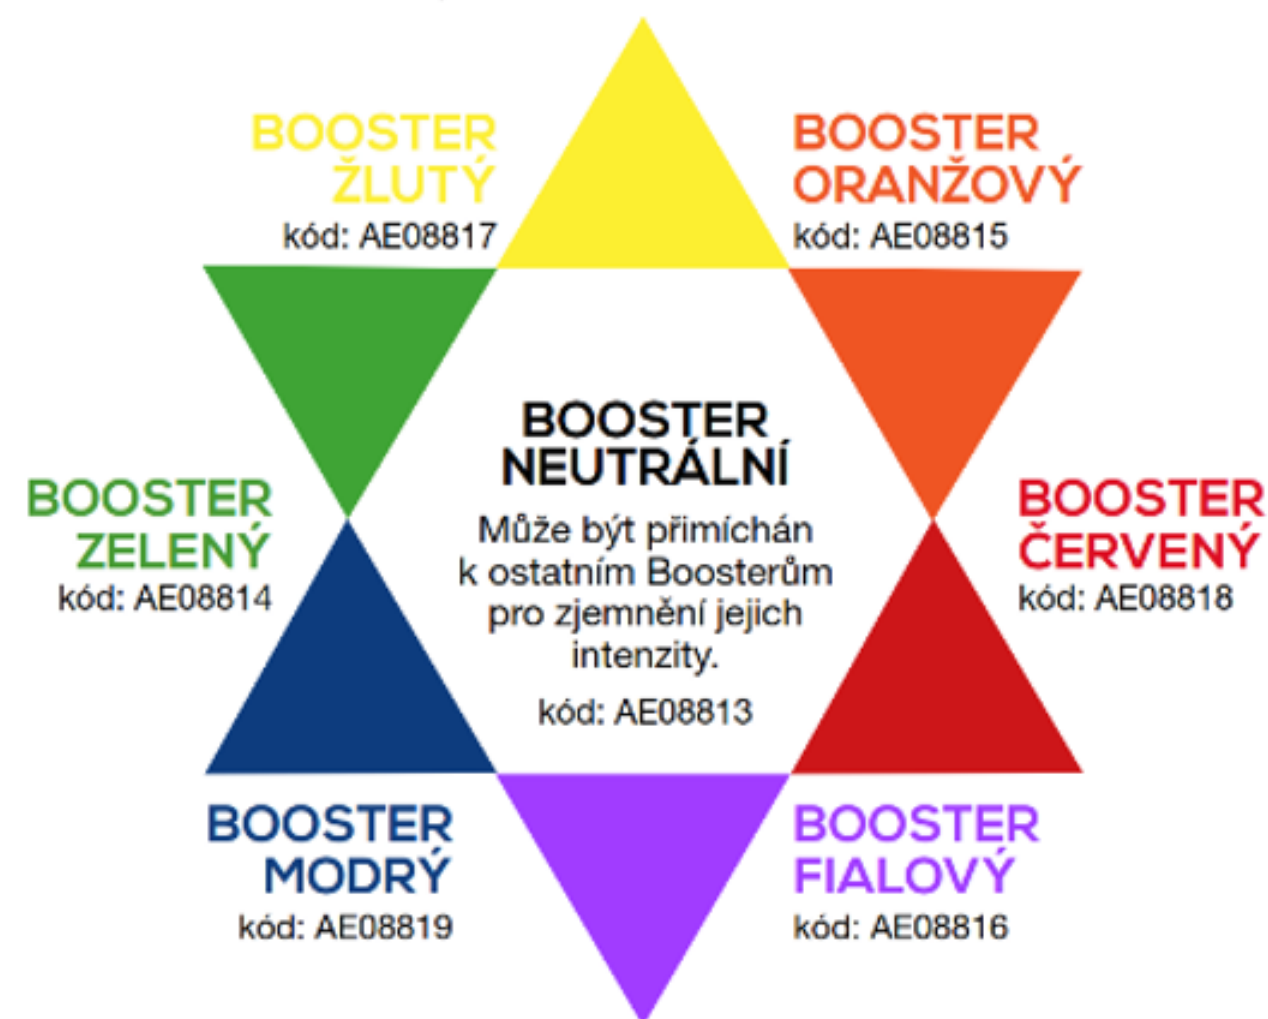 BOOSTER
ŽLUTÝ
kód: AE08817
BOOSTER
ORANŽOVÝ
kód: AE08815
BOOSTER
NEUTRÁLNÍ
Může být přimíchán
k ostatním Boosterům
pro zjemnění jejich
intenzity.
kód: AE08813
BOOSTER
ZELENÝ
kód: AE08814
BOOSTER
ČERVENÝ
kód: AE08818
BOOSTER
MODRÝ
kód: AE08819
BOOSTER
FIALOVÝ
kód: AE08816